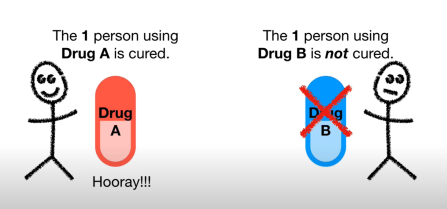 The 1 person using
Drug A is cured.
The 1 person using
Drug B is not cured.
Drug
A
Drug
B
Hooray!!!